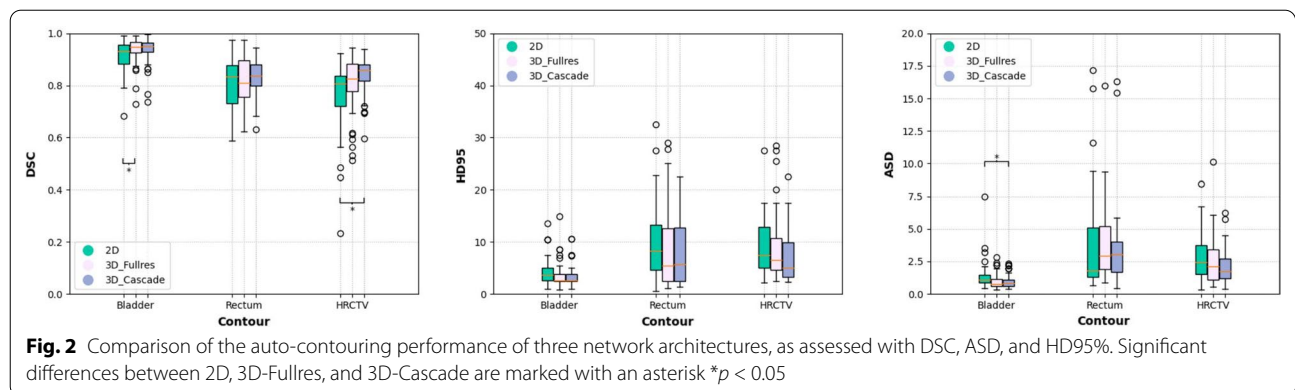 1.0
0.8
0.6
0.4
0.2
0.0
DSC
*
*
2D
3D_Fullres
3D_Cascade
Bladder Rectum HRCTV
Contour
50
40
30
20
10
0
HD95
2D
3D_Fullres
3D_Cascade
Bladder Rectum HRCTV
Contour
20.0
17.5
15.0
12.5
10.0
7.5
5.0
2.5
0.0
ASD
2D
3D_Fullres
3D_Cascade
*
Bladder Rectum HRCTV
Contour
Fig. 2 Comparison of the auto-contouring performance of three network architectures, as assessed with DSC, ASD, and HD95%. Significant
differences between 2D, 3D-Fullres, and 3D-Cascade are marked with an asterisk *p < 0.05